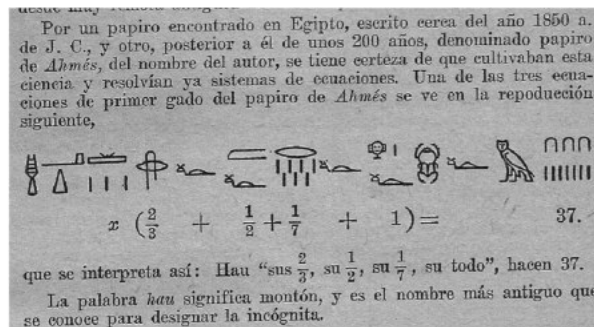 desde muy remota
Por un papiro encontrado en Egipto, escrito cerca del año 1850 a.
de J. C., y otro, posterior a él de unos 200 años, denominado papiro
de Ahmés, del nombre del autor, se tiene certeza de que cultivaban esta
ciencia y resolvían ya sistemas de ecuaciones. Una de las tres ecua-
ciones de primer gado del papiro de Ahmés se ve en la repoducción
siguiente,
x (2/3 + 1/2 + 1/7 + 1) = 37.
que se interpreta así: Hau "sus 2/3, su 1/2, su 1/7, su todo", hacen 37.
La palabra hau significa montón, y es el nombre más antiguo que
se conoce para designar la incógnita.